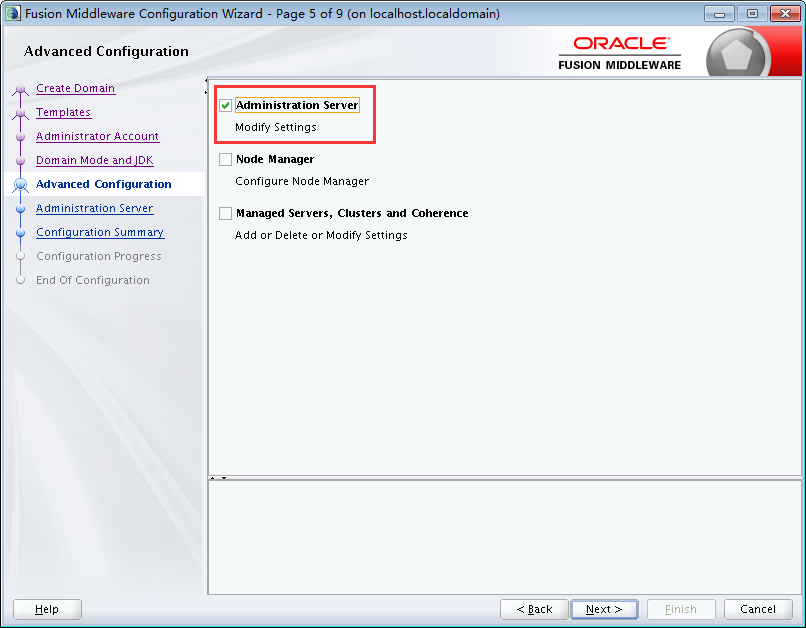 Fusion Middleware Configuration Wizard - Page 5 of 9 (on localhost.localdomain)
Advanced Configuration
ORACLE
FUSION MIDDLEWARE
Create Domain
Templates
Administrator Account
Domain Mode and JDK
Advanced Configuration
Administration Server
Configuration Summary
Configuration Progress
End Of Configuration
Administration Server
Modify Settings
Node Manager
Configure Node Manager
Managed Servers, Clusters and Coherence
Add or Delete or Modify Settings
Help
< Back
Next >
Finish
Cancel